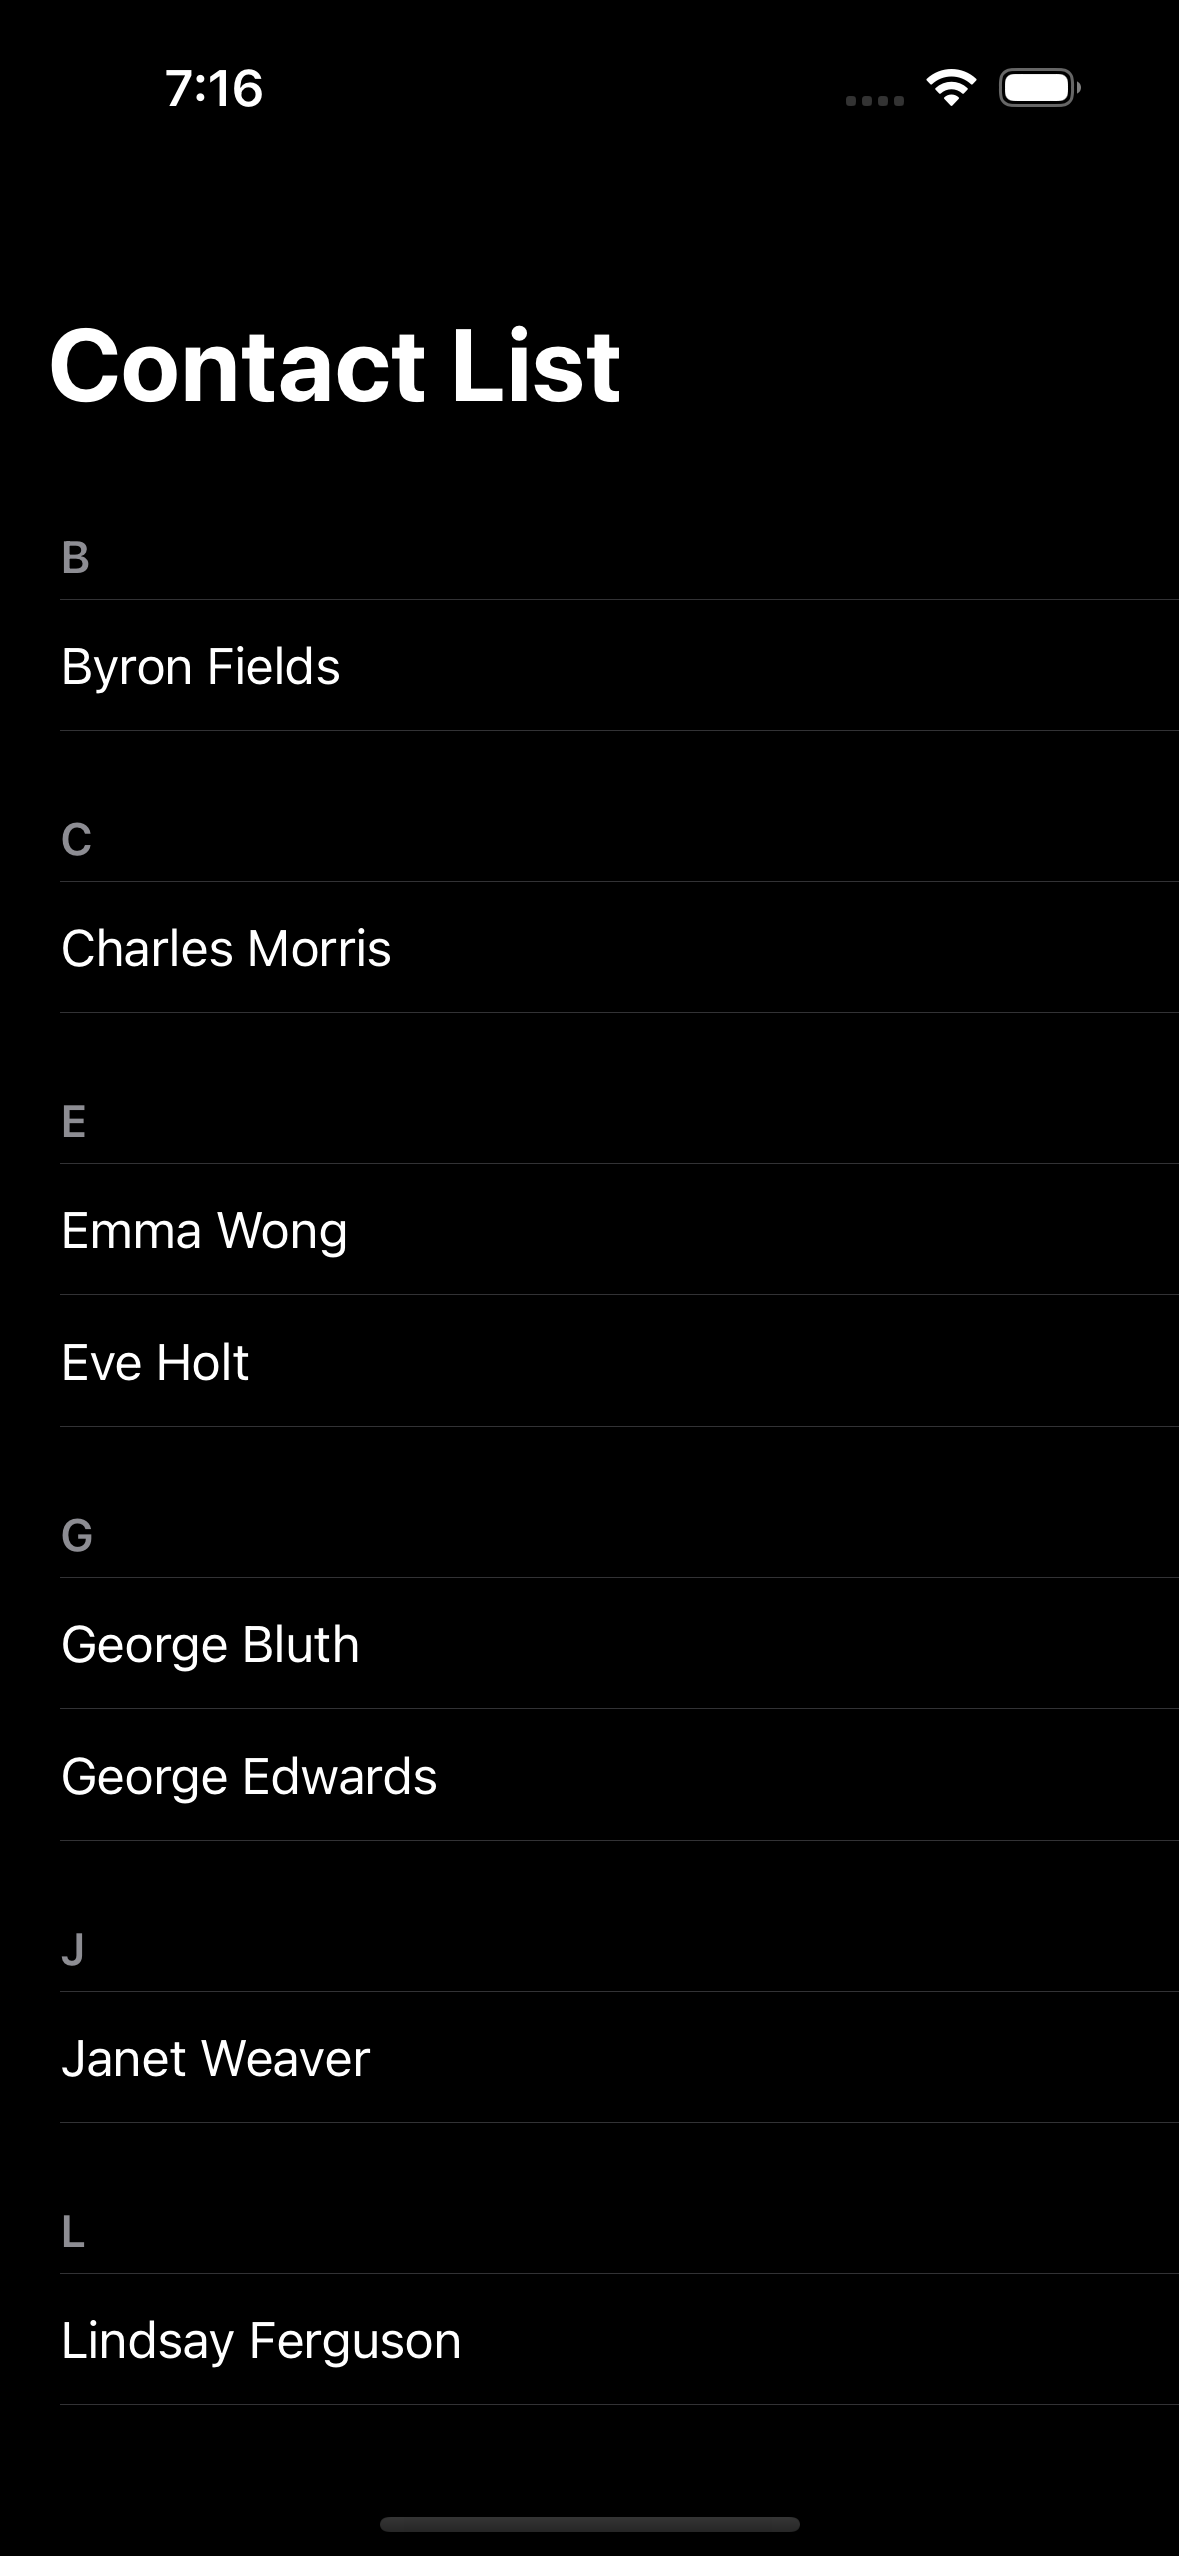 7:16
Contact List
B
Byron Fields
C
Charles Morris
E
Emma Wong
Eve Holt
G
George Bluth
George Edwards
J
Janet Weaver
L
Lindsay Ferguson